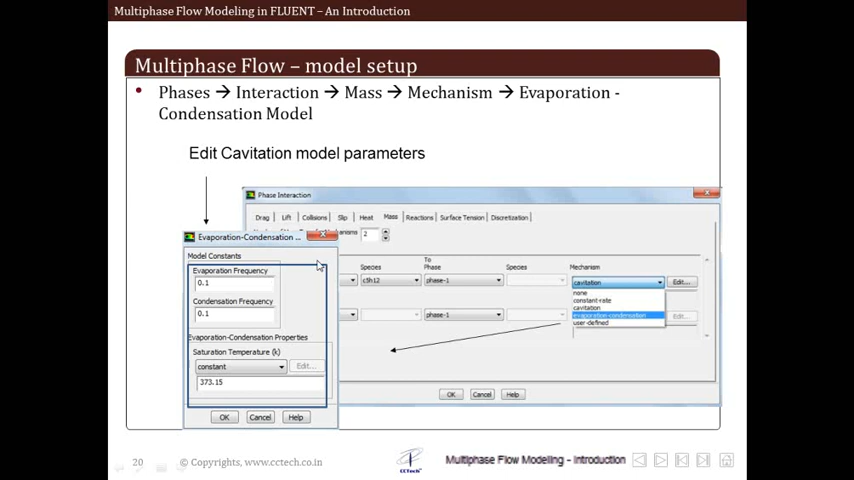 Multiphase Flow Modeling in FLUENT – An Introduction
Multiphase Flow – model setup
• Phases → Interaction → Mass → Mechanism → Evaporation -
Condensation Model
Edit Cavitation model parameters
Phase Interaction
Drag Lift Collisions Slip Heat Mass Reactions Surface Tension Discretization
2
Species To Phase Species Mechanism
c5h12 phase-1 cavitation Edit...
none
constant-rate
cavitation
evaporation-condensation
user-defined
phase-1 Edit...
OK Cancel Help
Evaporation-Condensation ...
Model Constants
Evaporation Frequency
0.1
Condensation Frequency
0.1
Evaporation-Condensation Properties
Saturation Temperature (k)
constant Edit...
373.15
OK Cancel Help
20 © Copyrights, www.cctech.co.in CCTech Multiphase Flow Modeling - Introduction